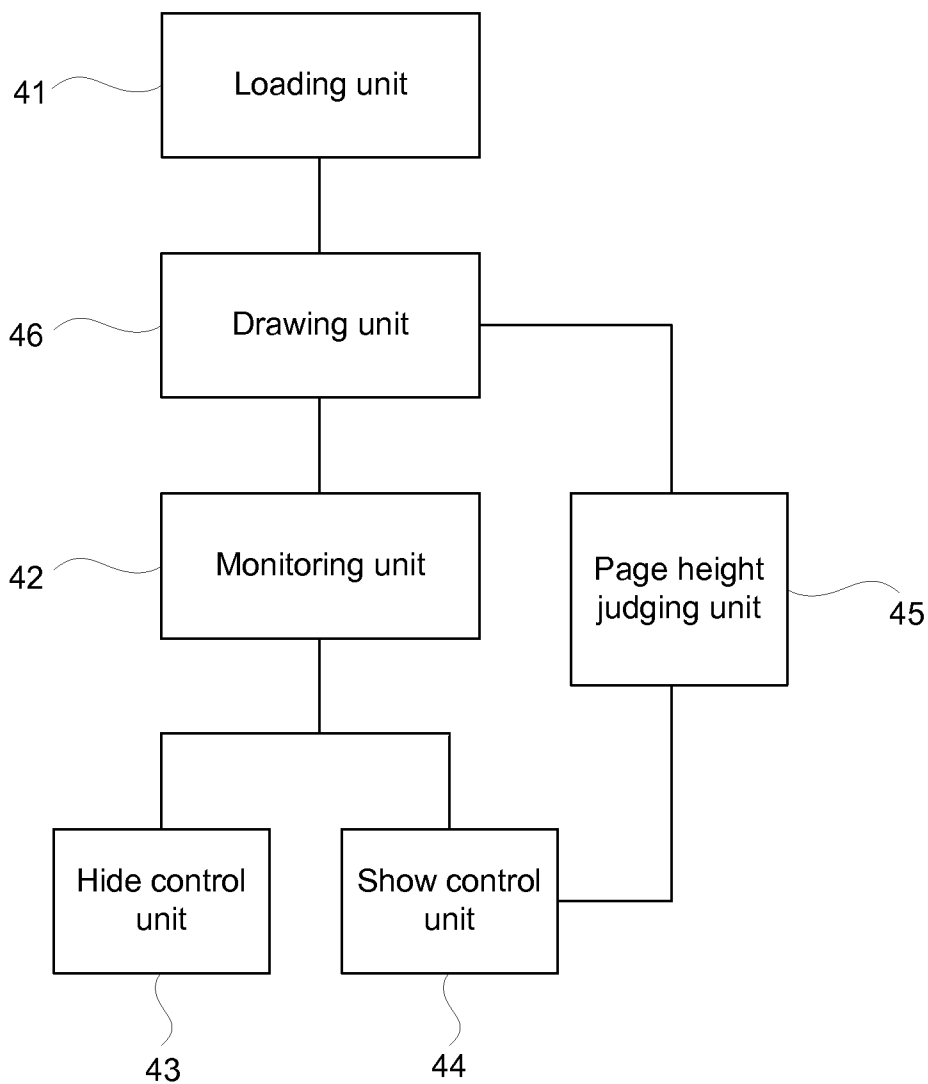 Loading unit
41
Drawing unit
46
Monitoring unit
42
Page height
judging unit
45
Hide control
unit
Show control
unit
43
44